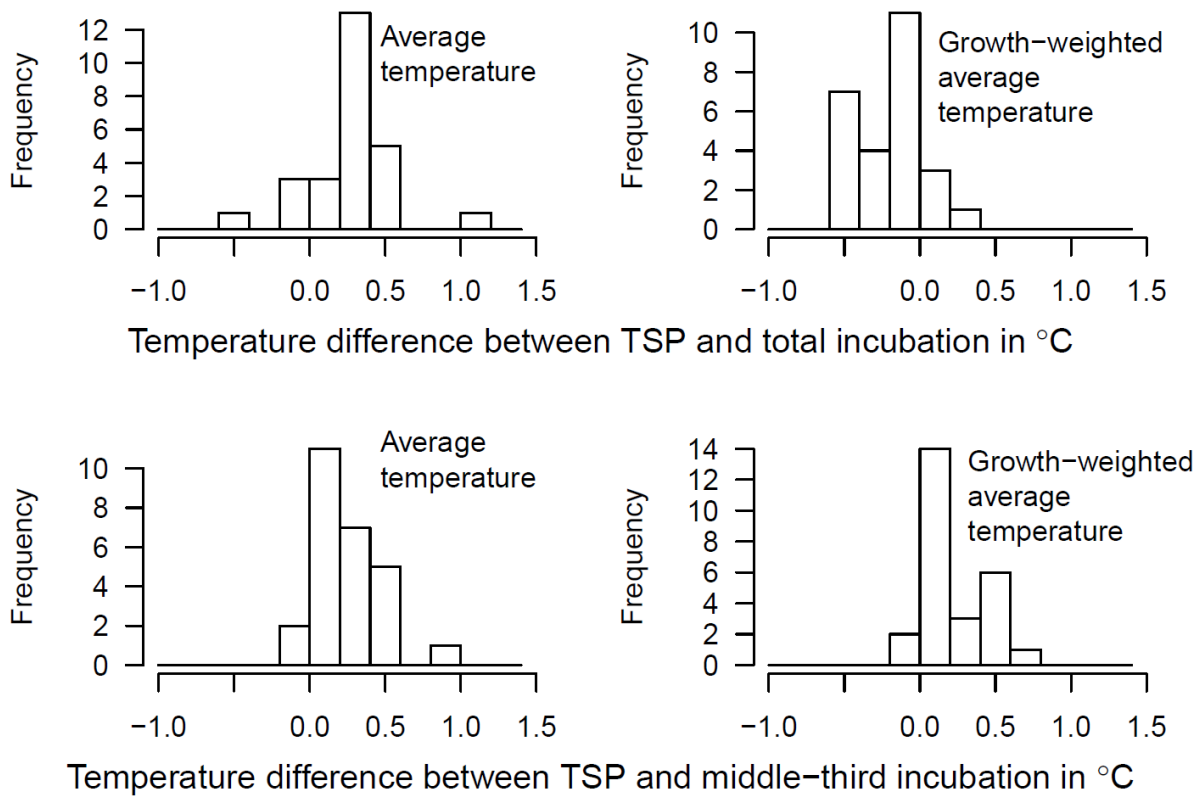 Average
temperature
Frequency
12
10
8
6
4
2
0
−1.0 0.0 0.5 1.0 1.5
Growth−weighted
average
temperature
Frequency
10
8
6
4
2
0
−1.0 0.0 0.5 1.0 1.5
Temperature difference between TSP and total incubation in °C
Average
temperature
Frequency
10
8
6
4
2
0
−1.0 0.0 0.5 1.0 1.5
Growth−weighted
average
temperature
Frequency
14
12
10
8
6
4
2
0
−1.0 0.0 0.5 1.0 1.5
Temperature difference between TSP and middle−third incubation in °C